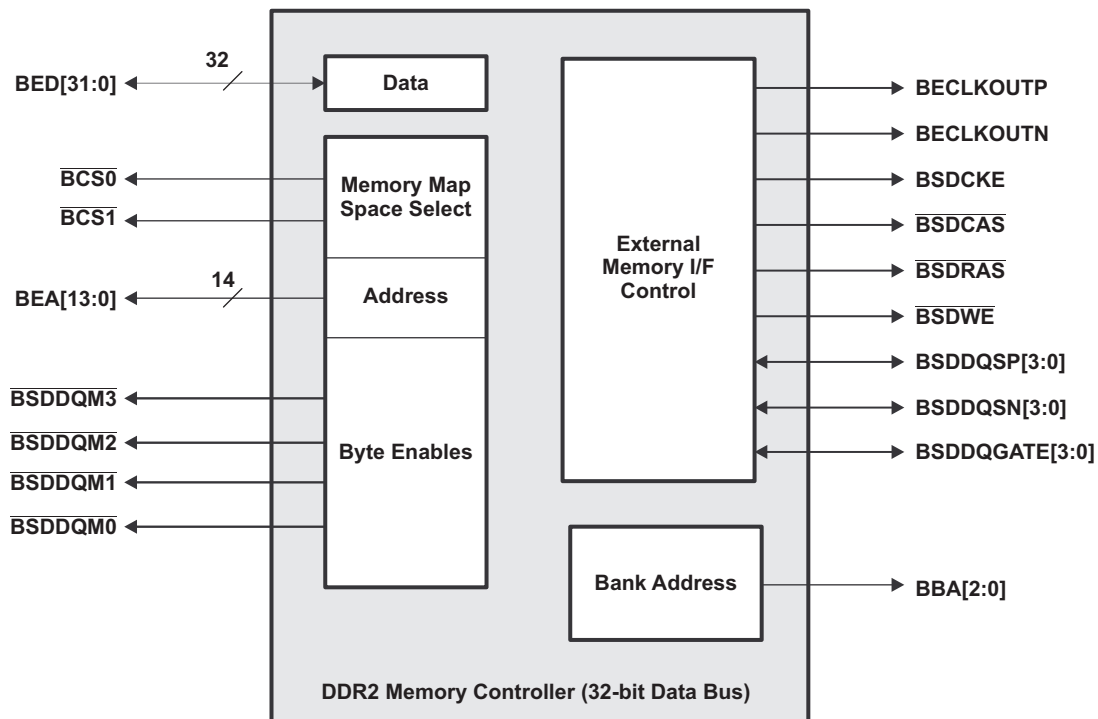 32
BED[31:0]
Data
BCS0
BCS1
Memory Map
Space Select
14
BEA[13:0]
Address
BSDDQM3
BSDDQM2
BSDDQM1
BSDDQM0
Byte Enables
External
Memory I/F
Control
BECLKOUTP
BECLKOUTN
BSDCKE
BSDCAS
BSDRAS
BSDWE
BSDDQSP[3:0]
BSDDQSN[3:0]
BSDDQGATE[3:0]
Bank Address
BBA[2:0]
DDR2 Memory Controller (32-bit Data Bus)